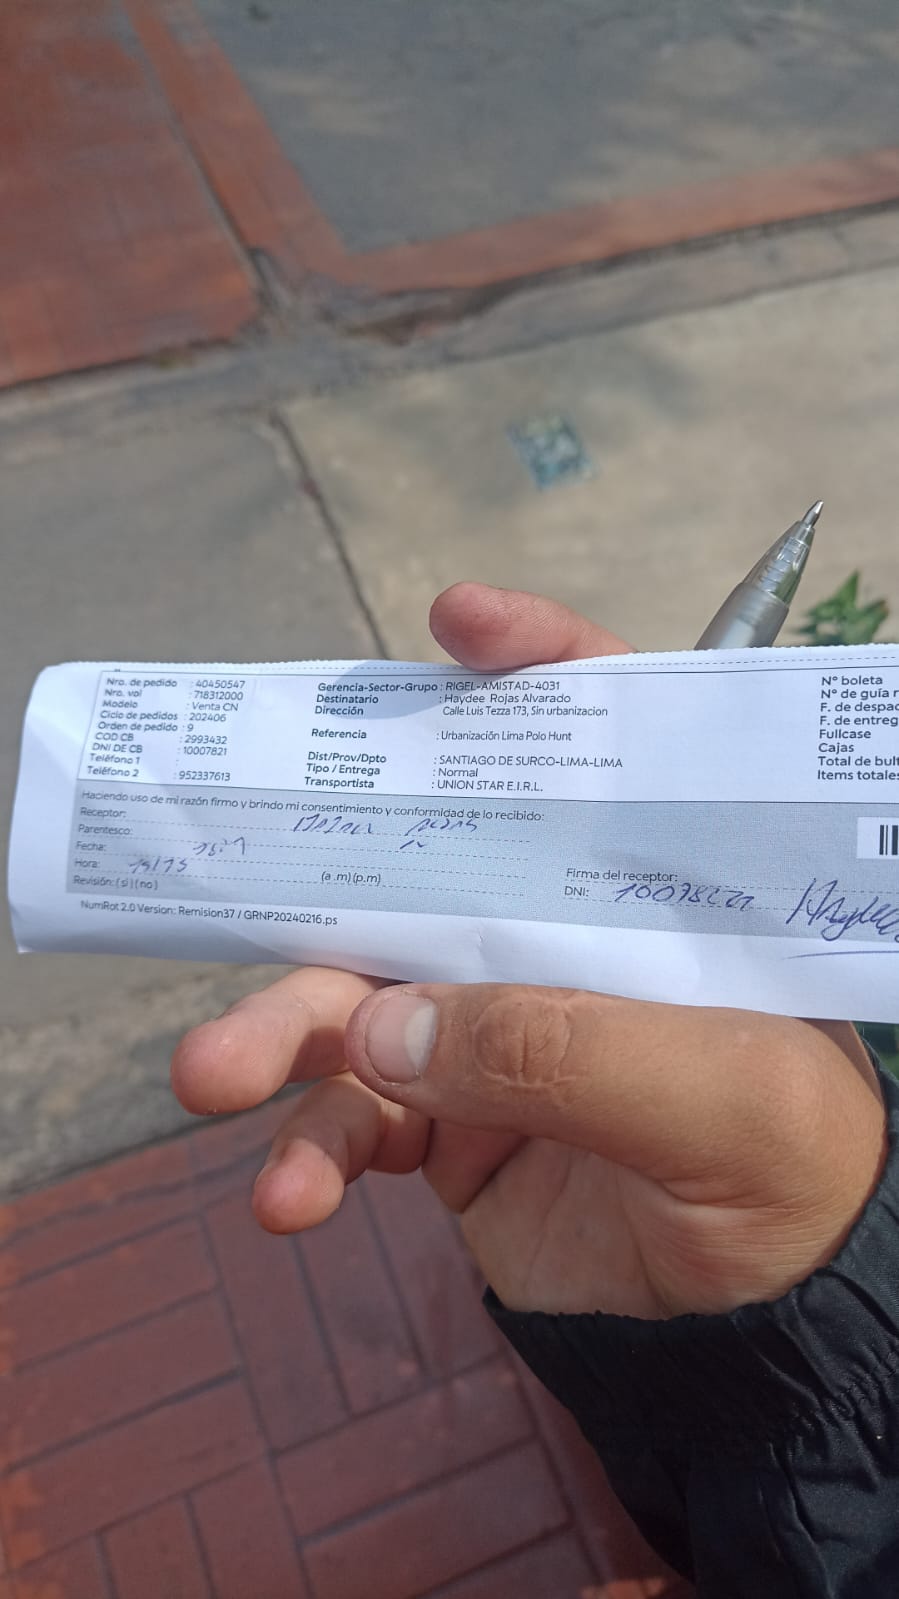 Nro. de pedido : 40450547
Nro. vol : 718312000
Modelo : Venta CN
Ciclo de pedidos : 202406
Orden de pedido : 9
COD CB : 2993432
DNI DE CB : 10007821
Teléfono 1 :
Teléfono 2 : 952337613
Gerencia-Sector-Grupo : RIGEL-AMISTAD-4031
Destinatario : Haydee Rojas Alvarado
Dirección Calle Luis Tezza 173, Sin urbanizacion
Referencia : Urbanización Lima Polo Hunt
Dist/Prov/Dpto : SANTIAGO DE SURCO-LIMA-LIMA
Tipo / Entrega : Normal
Transportista : UNION STAR E.I.R.L.
N° boleta
N° de guía r
F. de despac
F. de entreg
Fullcase
Cajas
Total de bult
Items totales
Haciendo uso de mi razón firmo y brindo mi consentimiento y conformidad de lo recibido:
Receptor:
Parentesco:
Fecha:
Hora:
(a.m)(p.m)
Revisión: (si) (no)
Firma del receptor:
DNI:
NumRot 2.0 Version: Remision37 / GRNP20240216.ps